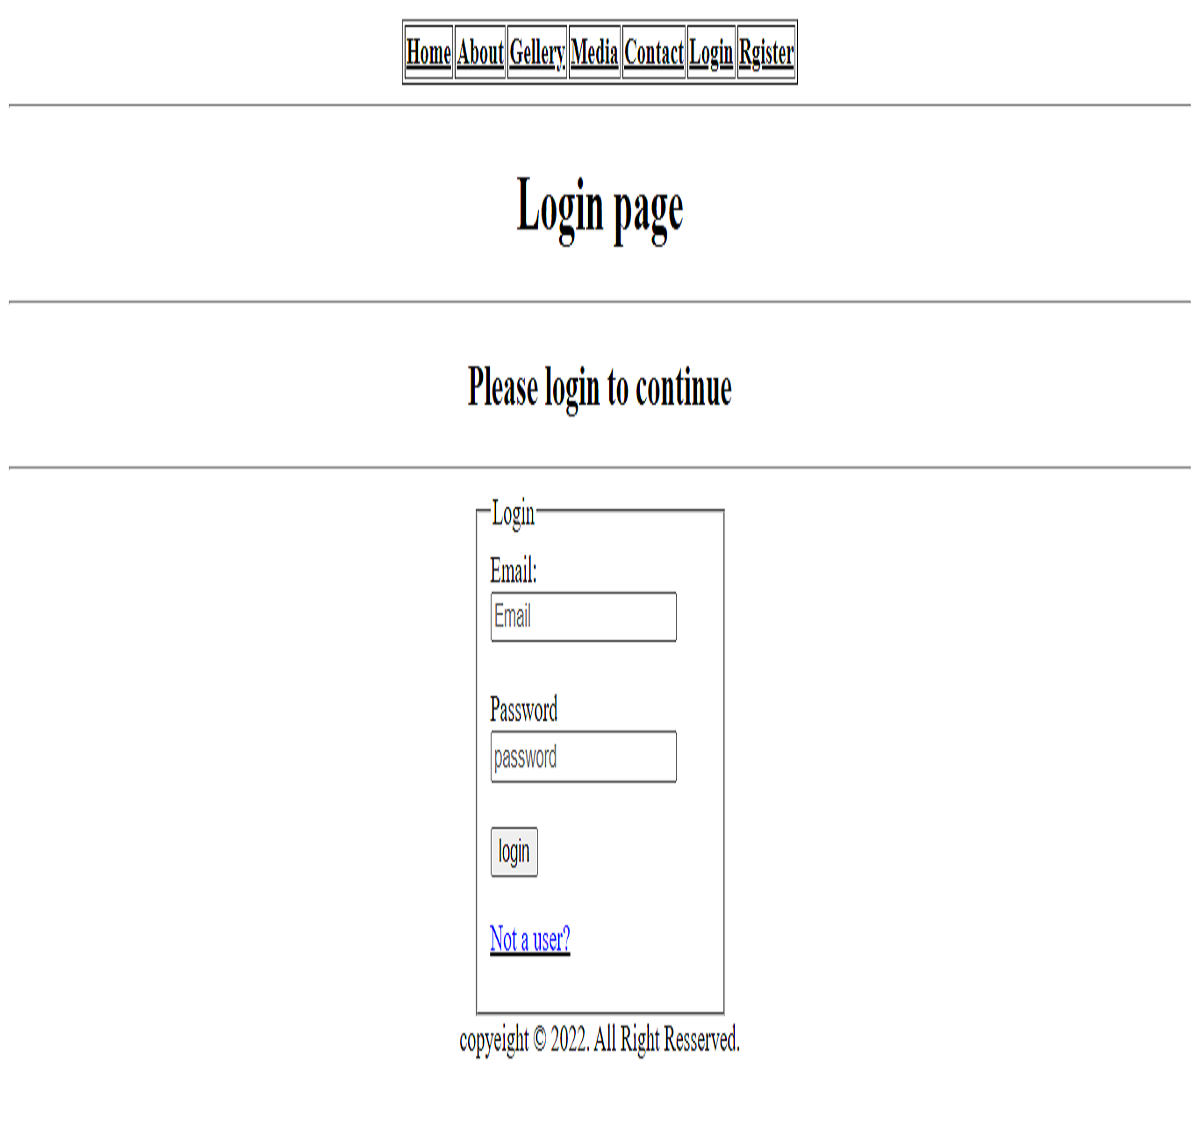 Home About Gellery Media Contact Login Rgister
Login page
Please login to continue
Login
Email:
Email
Password
password
login
Not a user?
copyeight © 2022. All Right Resserved.